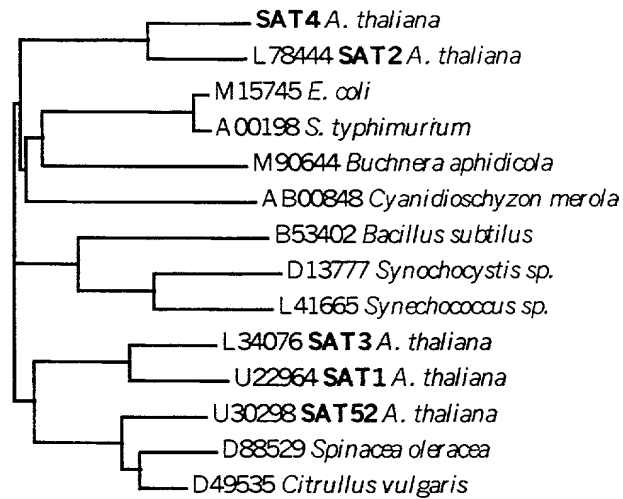 SAT4 A. thaliana
L78444 SAT2 A. thaliana
M15745 E. coli
A00198 S. typhimurium
M90644 Buchnera aphidicola
AB00848 Cyanidioschyzon merola
B53402 Bacillus subtilus
D13777 Synochocystis sp.
L41665 Synechococcus sp.
L34076 SAT3 A. thaliana
U22964 SAT1 A. thaliana
U30298 SAT52 A. thaliana
D88529 Spinacea oleracea
D49535 Citrullus vulgaris